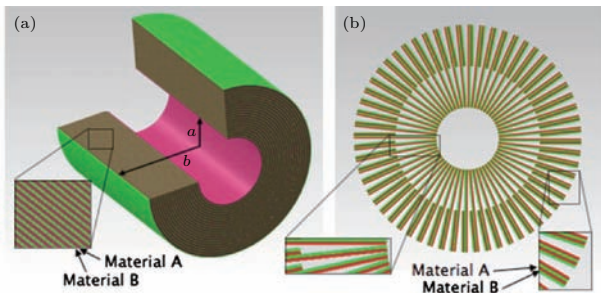 (a)
a
b
Material A
Material B
(b)
Material A
Material B